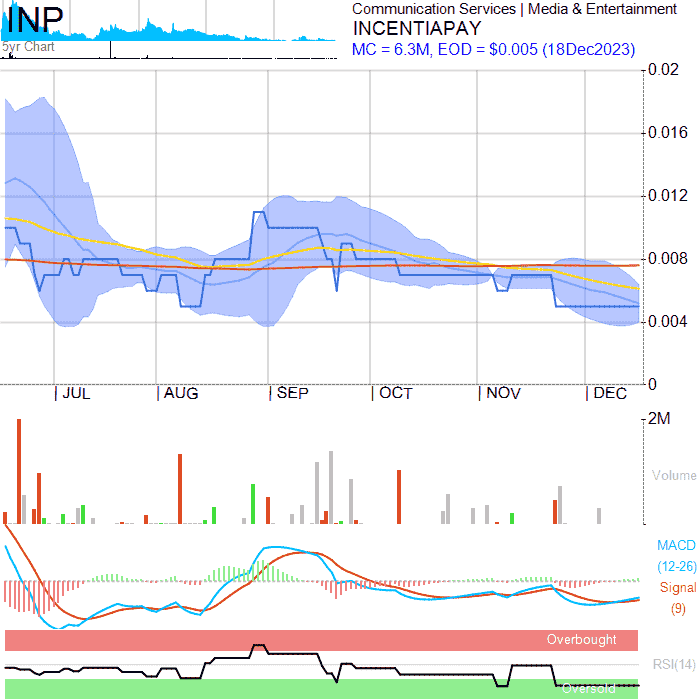 INP
5yr Chart
Communication Services | Media & Entertainment
INCENTIAPAY
MC = 6.3M, EOD = $0.005 (18Dec2023)
0.02
0.016
0.012
0.008
0.004
0
JUL AUG SEP OCT NOV DEC
2M
Volume
MACD
(12-26)
Signal
(9)
Overbought
RSI(14)
Oversold